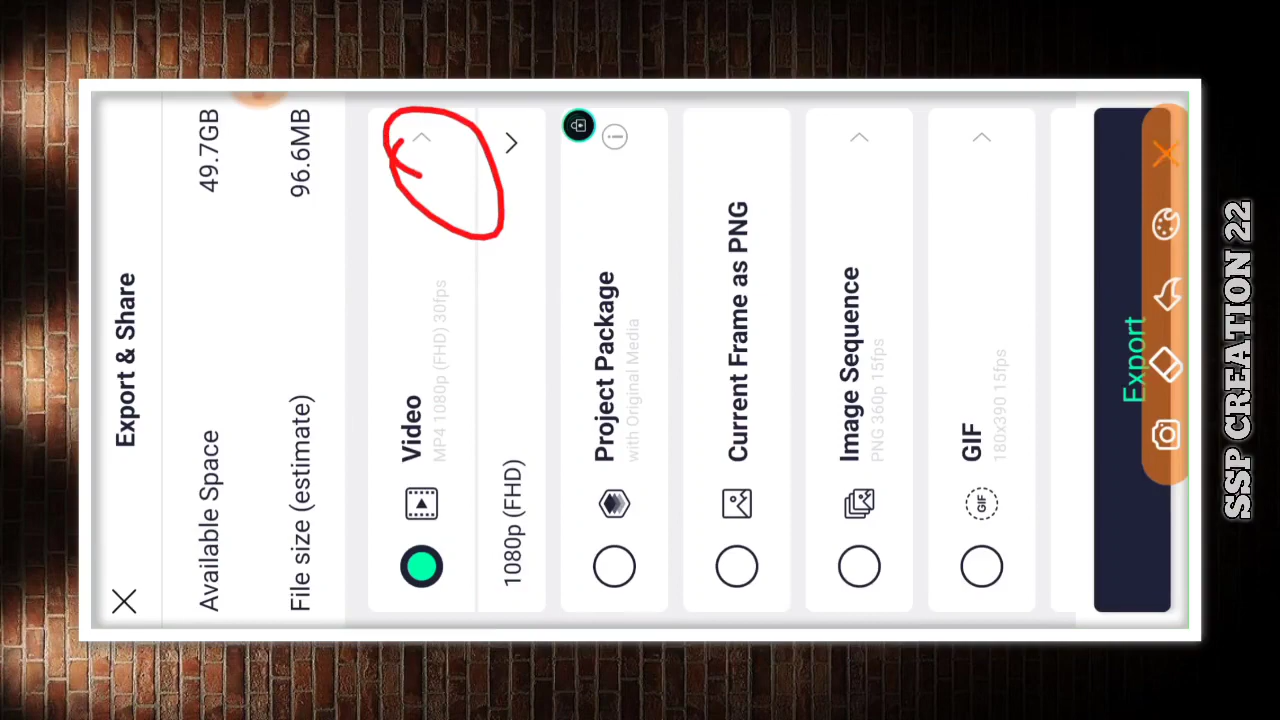 Export & Share
Available Space 49.7GB
File size (estimate) 96.6MB
Video
MP4 1080p (FHD) 30fps
1080p (FHD)
Project Package
with Original Media
Current Frame as PNG
Image Sequence
PNG 360p 15fps
GIF
GIF
180x390 15fps
Export
SSP CREATION 22